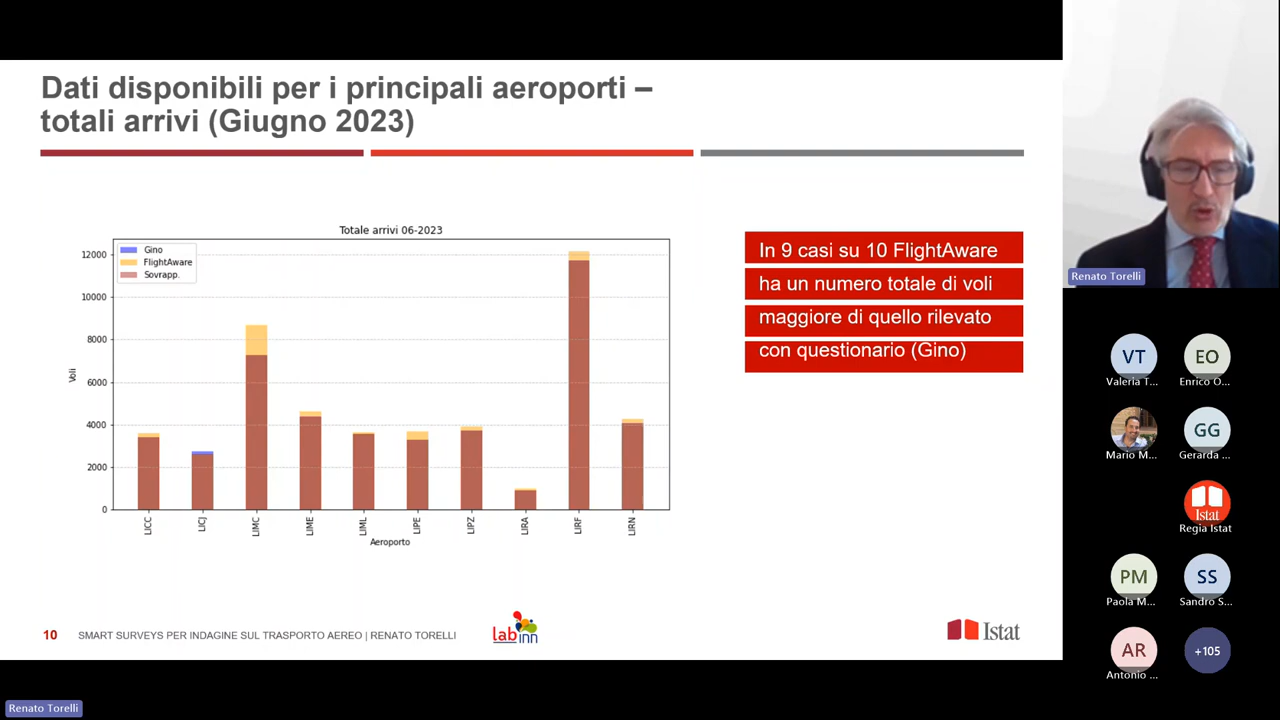 Dati disponibili per i principali aeroporti –
totali arrivi (Giugno 2023)
Totale arrivi 06-2023
Gino
FlightAware
Sovrapp.
12000
10000
8000
6000
4000
2000
0
Voli
LICC
LICJ
LIMC
LIME
LIML
LIPE
LIPZ
LIRA
LIRF
LIRN
Aeroporto
In 9 casi su 10 FlightAware
ha un numero totale di voli
maggiore di quello rilevato
con questionario (Gino)
10 SMART SURVEYS PER INDAGINE SUL TRASPORTO AEREO | RENATO TORELLI
lab inn
Istat
Renato Torelli
VT
Valeria T...
EO
Enrico O...
Mario M...
GG
Gerarda ...
Istat
Regia Istat
PM
Paola M...
SS
Sandro S...
AR
Antonio ...
+105
Renato Torelli